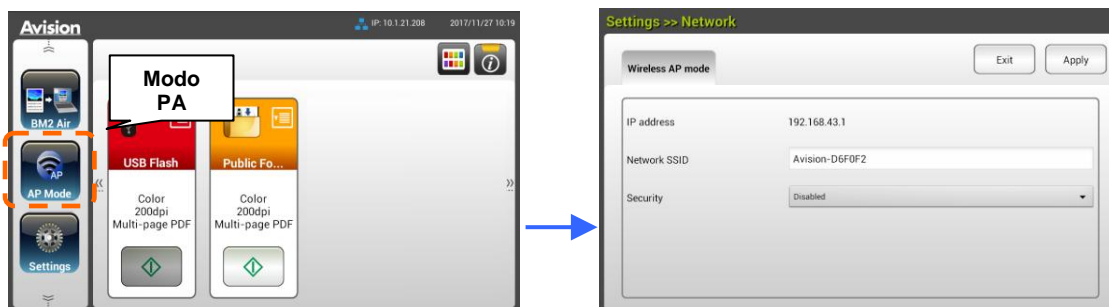 Avision
IP: 10.1.21.208 2017/11/27 10:19
Modo
PA
BM2 Air
AP
AP Mode
Settings
USB Flash
Color
200dpi
Multi-page PDF
Public Fo...
Color
200dpi
Multi-page PDF
Settings >> Network
Wireless AP mode
Exit
Apply
IP address 192.168.43.1
Network SSID Avision-D6F0F2
Security Disabled